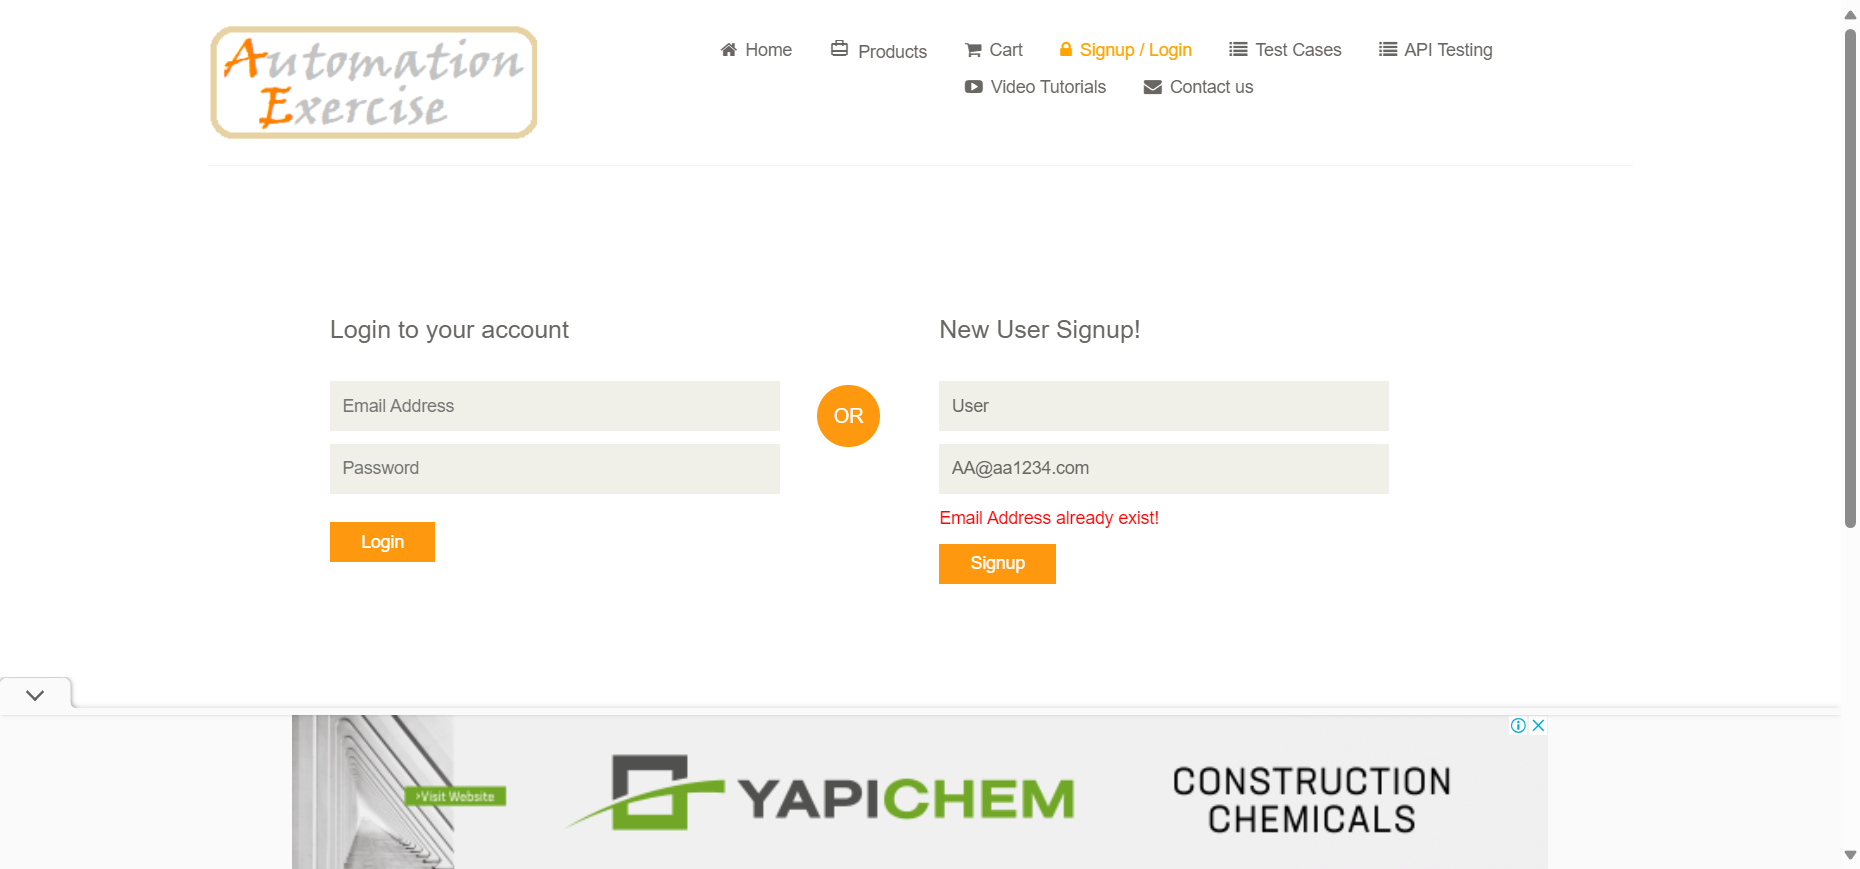 Automation
Exercise
Home
Products
Cart
Signup / Login
Test Cases
API Testing
Video Tutorials
Contact us
Login to your account
Email Address
Password
Login
OR
New User Signup!
User
AA@aa1234.com
Email Address already exist!
Signup
>Visit Website
YAPICHEM
CONSTRUCTION
CHEMICALS